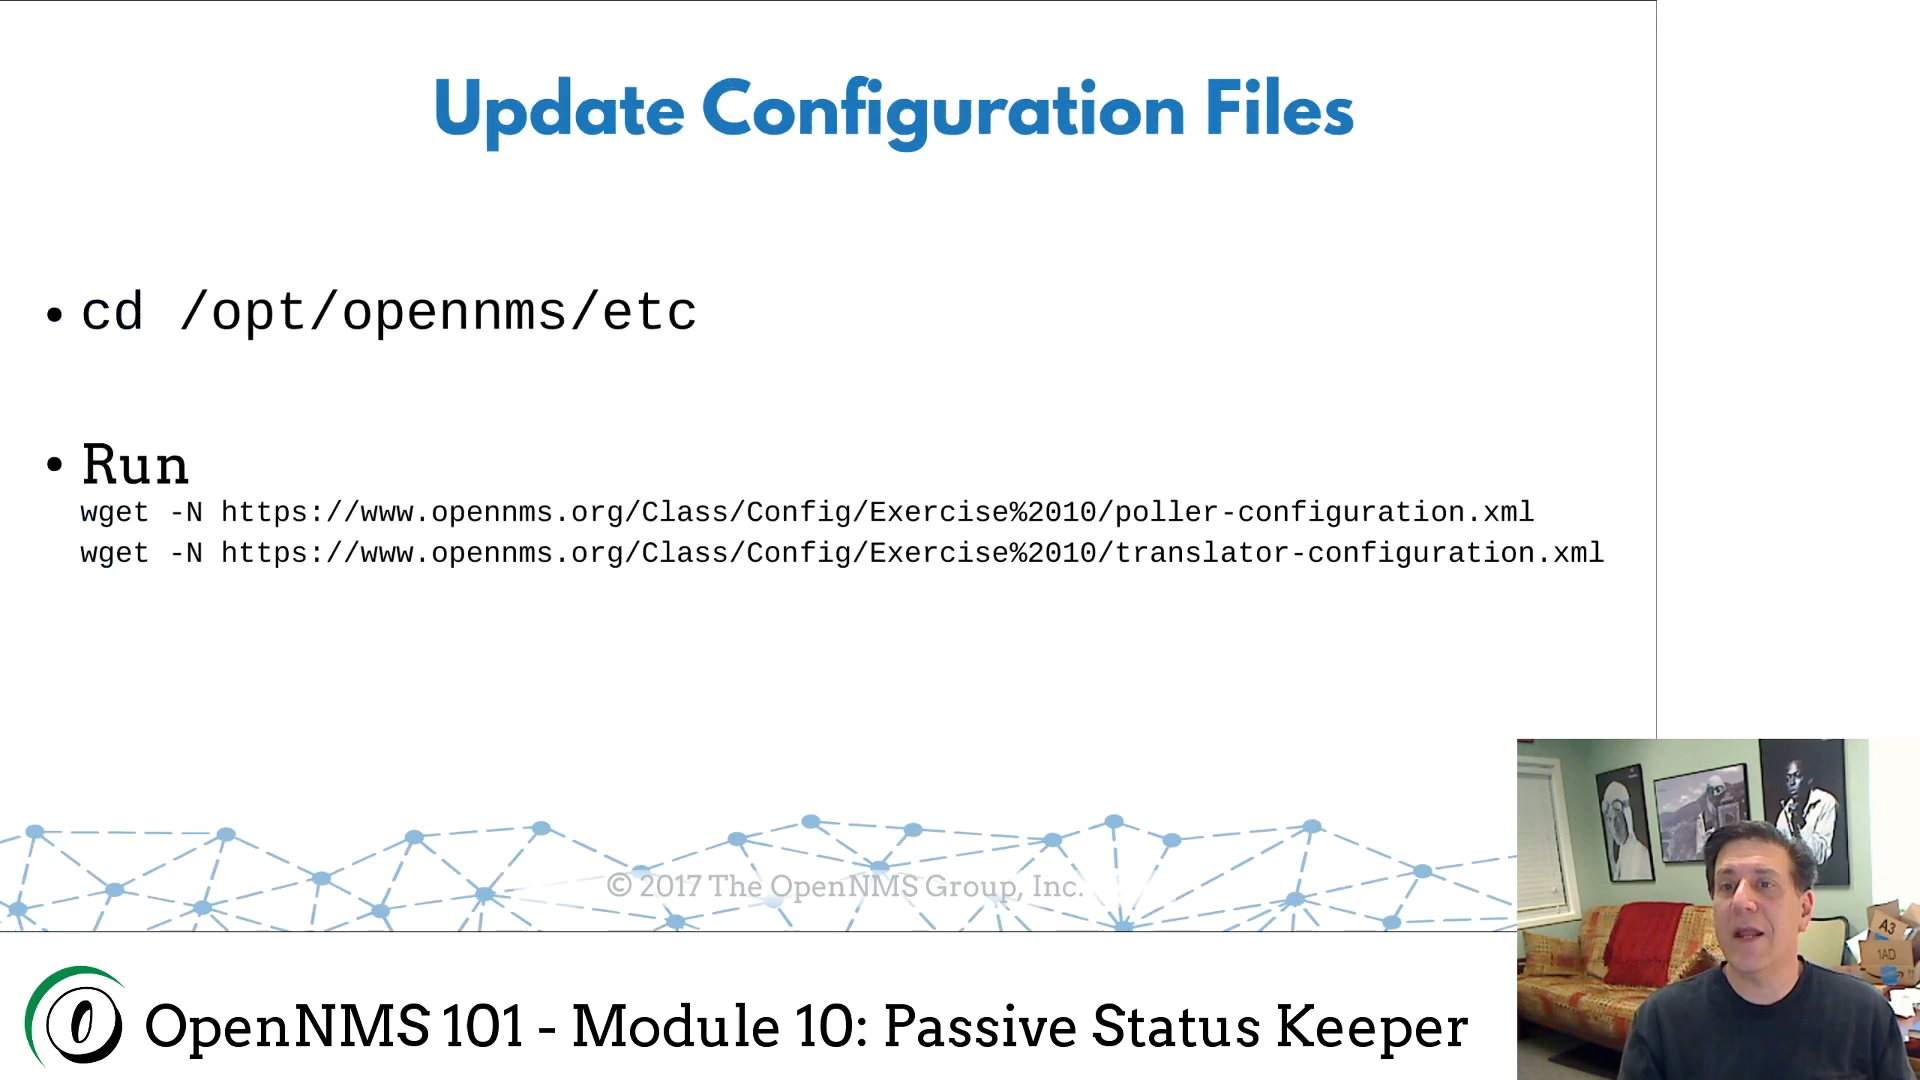 Update Configuration Files
• cd /opt/opennms/etc
• Run
wget -N https://www.opennms.org/Class/Config/Exercise%2010/poller-configuration.xml
wget -N https://www.opennms.org/Class/Config/Exercise%2010/translator-configuration.xml
© 2017 The OpenNMS Group, Inc.
OpenNMS 101 - Module 10: Passive Status Keeper
A3
1AD